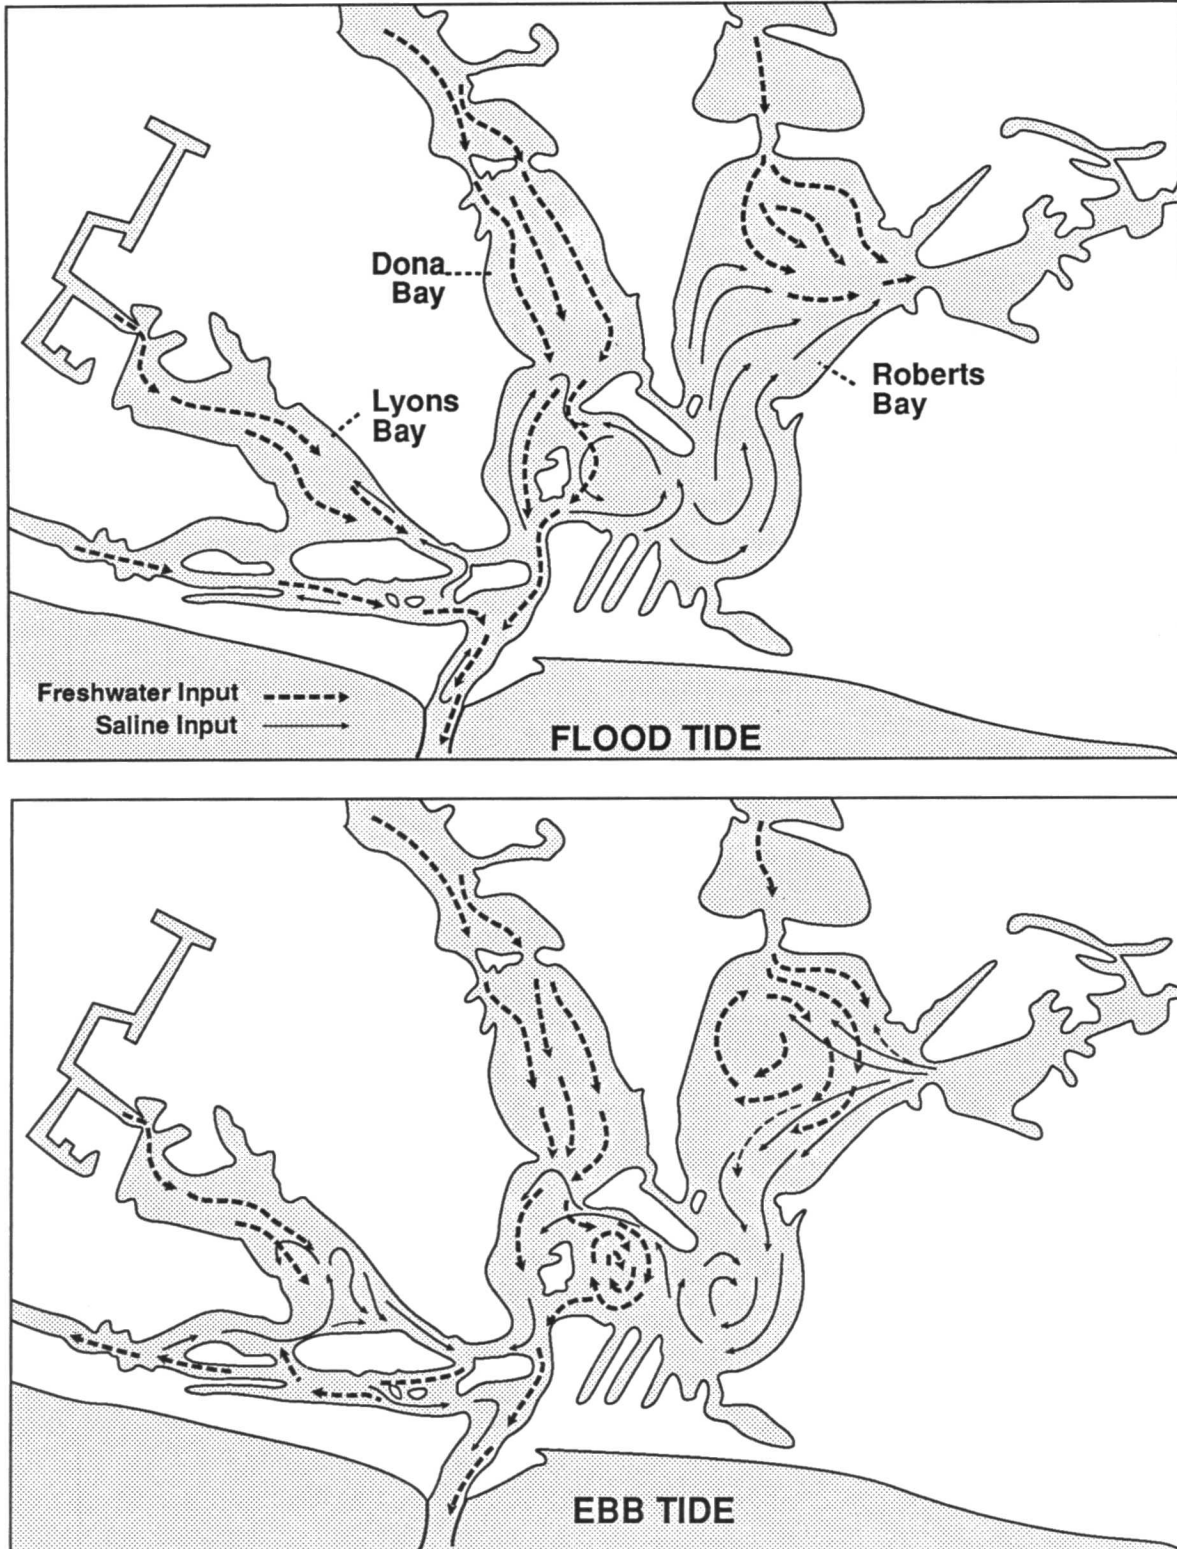 Dona
Bay
Lyons
Bay
Roberts
Bay
Freshwater Input
Saline Input
FLOOD TIDE
EBB TIDE